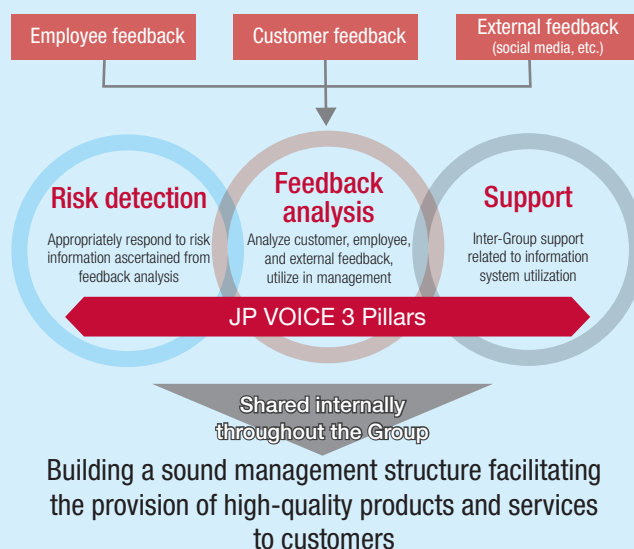 Employee feedback
Customer feedback
External feedback
(social media, etc.)
Risk detection
Appropriately respond to risk
information ascertained from
feedback analysis
Feedback
analysis
Analyze customer, employee,
and external feedback,
utilize in management
Support
Inter-Group support
related to information
system utilization
JP VOICE 3 Pillars
Shared internally
throughout the Group
Building a sound management structure facilitating
the provision of high-quality products and services
to customers